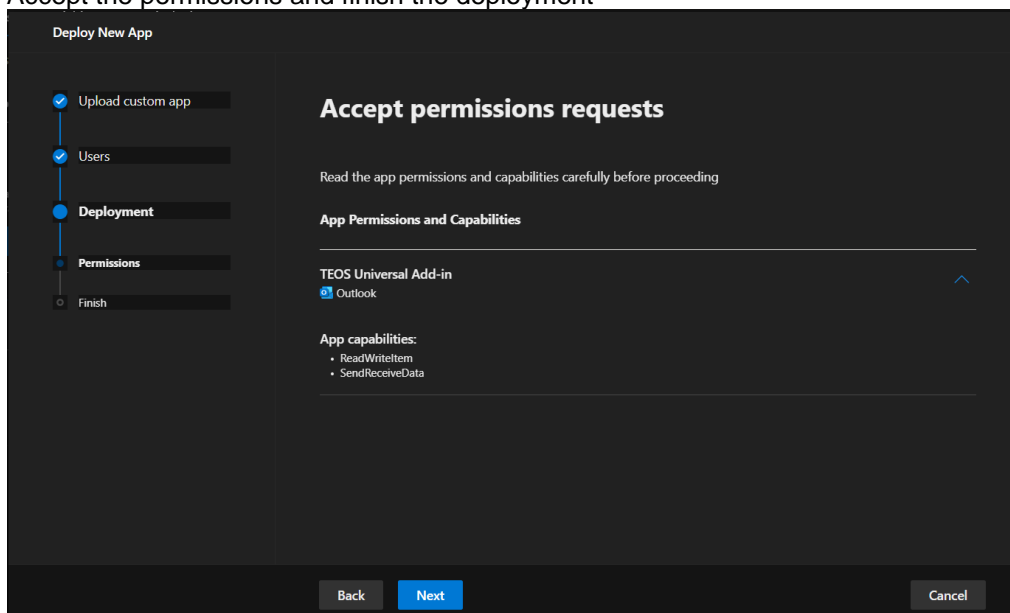 Accept the permissions and finish the deployment
Deploy New App
Upload custom app
Users
Deployment
Permissions
Finish
Accept permissions requests
Read the app permissions and capabilities carefully before proceeding
App Permissions and Capabilities
TEOS Universal Add-in
Outlook
App capabilities:
• ReadWriteItem
• SendReceiveData
Back
Next
Cancel